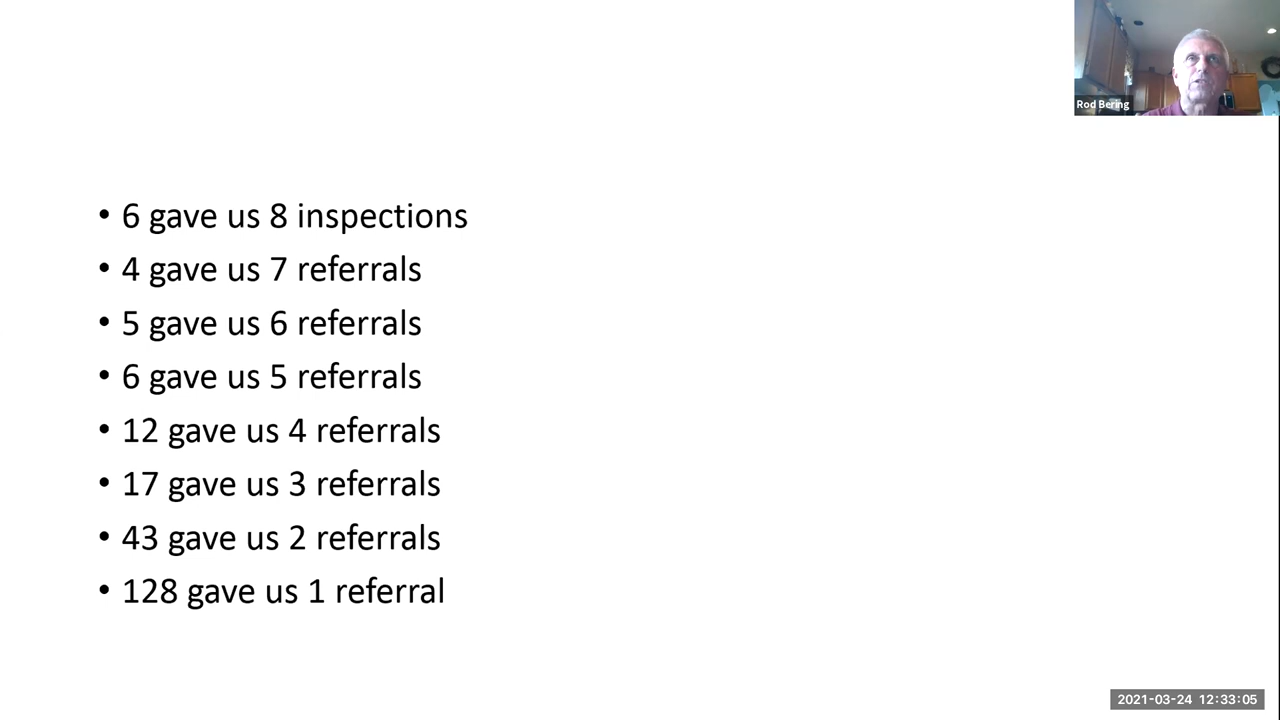 Rod Bering
• 6 gave us 8 inspections
• 4 gave us 7 referrals
• 5 gave us 6 referrals
• 6 gave us 5 referrals
• 12 gave us 4 referrals
• 17 gave us 3 referrals
• 43 gave us 2 referrals
• 128 gave us 1 referral
2021-03-24 12:33:05